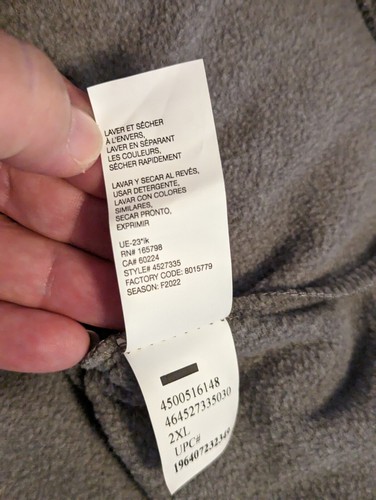 LAVER ET SÉCHER
À L'ENVERS,
LAVER EN SÉPARANT
LES COULEURS,
SÉCHER RAPIDEMENT
LAVAR Y SECAR AL REVÉS,
USAR DETERGENTE,
LAVAR CON COLORES
SIMILARES,
SECAR PRONTO,
EXPRIMIR
UE-23*ik
RN# 165798
CA# 60224
STYLE# 4527335
FACTORY CODE: 8015779
SEASON: F2022
4500516148
464527335030
2XL
UPC#
196407232349